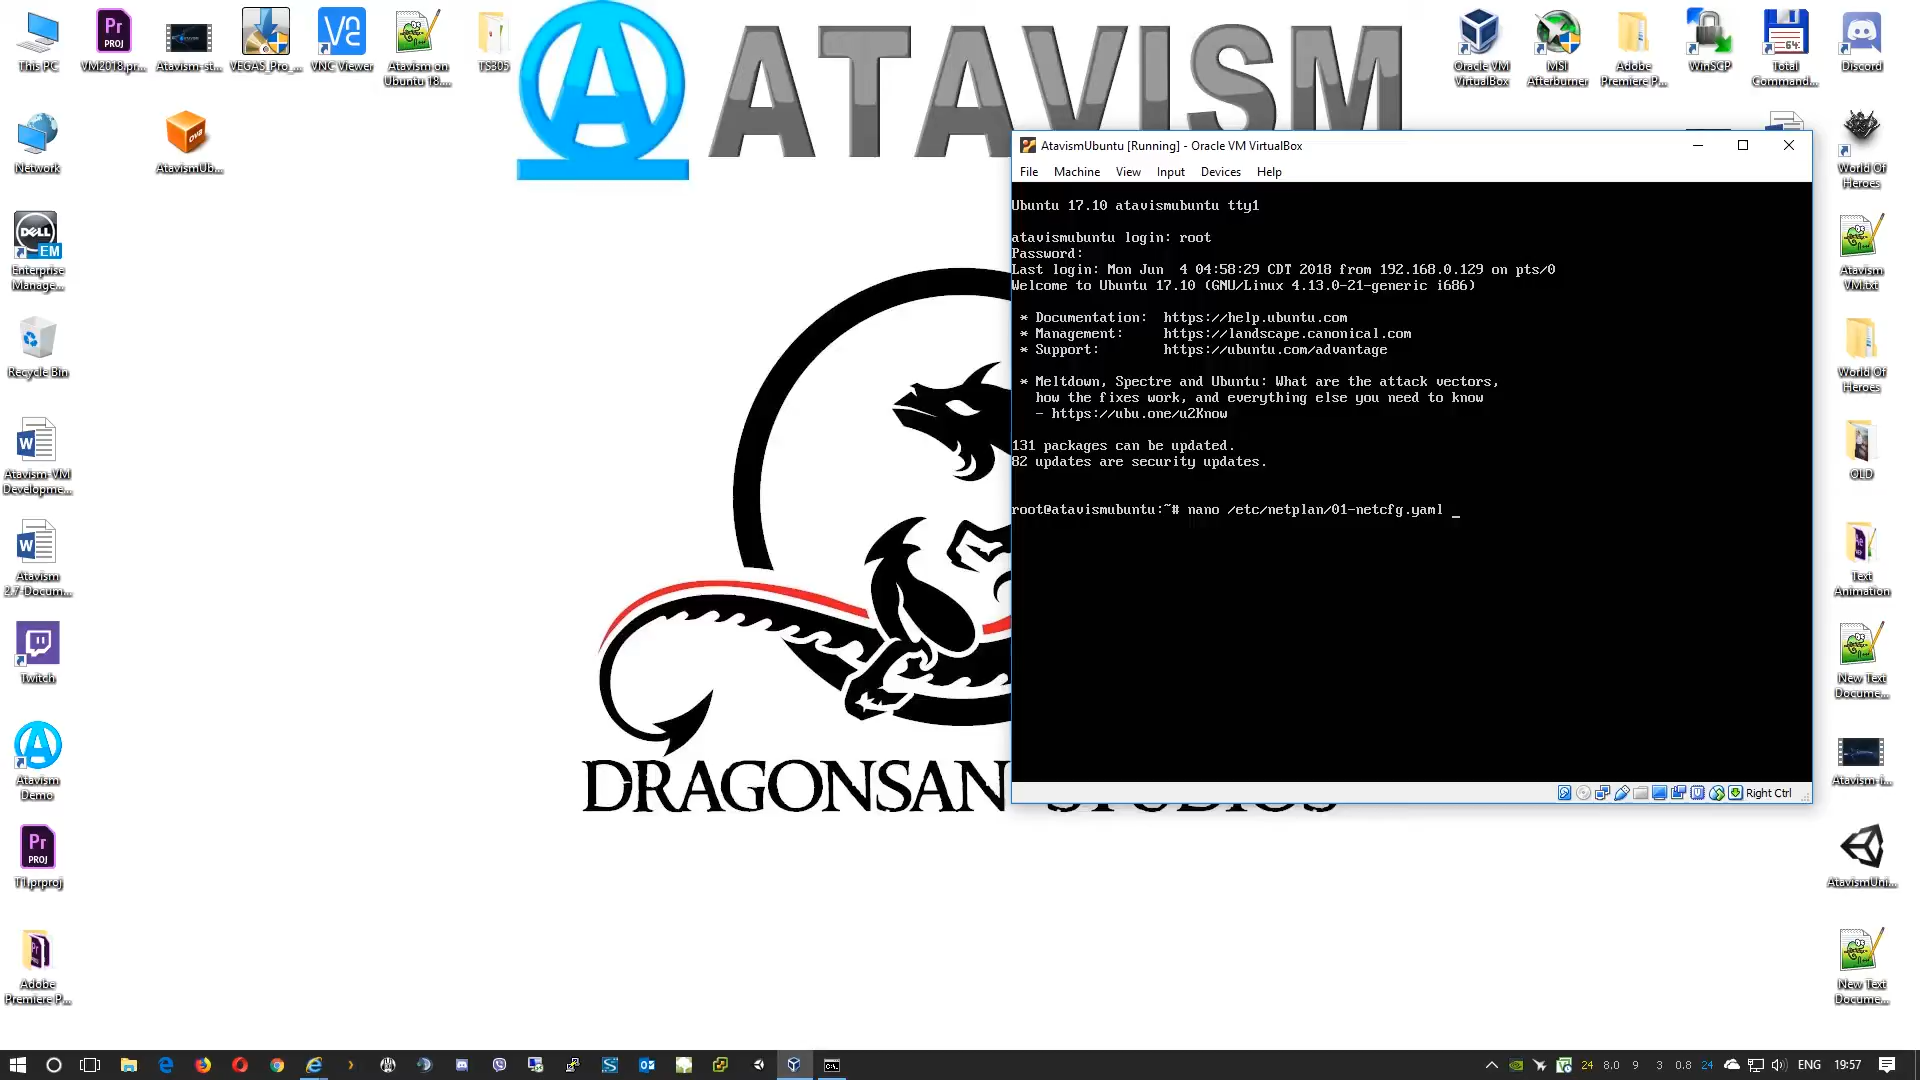 ATAVISM
This PC
VM2018.pr...
Atavism-st...
VEGAS_Pro_...
VNC Viewer
Atavism on
Ubuntu 18....
TS305
Oracle VM
VirtualBox
MSI
Afterburner
Adobe
Premiere P...
WinSCP
Total
Command...
Discord
Network
AtavismUb...
World Of
Heroes
Enterprise
Manage...
Recycle Bin
Atavism-VM
Developme...
Atavism
2.7-Docum...
Twitch
Atavism
Demo
T1.prproj
Adobe
Premiere P...
Atavism
VM.txt
World Of
Heroes
OLD
Text
Animation
New Text
Docume...
Atavism-i...
AtavismUni...
New Text
Docume...
AtavismUbuntu [Running] - Oracle VM VirtualBox
File Machine View Input Devices Help
Ubuntu 17.10 atavismubuntu tty1
atavismubuntu login: root
Password:
Last login: Mon Jun  4 04:58:29 CDT 2018 from 192.168.0.129 on pts/0
Welcome to Ubuntu 17.10 (GNU/Linux 4.13.0-21-generic i686)
* Documentation:  https://help.ubuntu.com
* Management:     https://landscape.canonical.com
* Support:        https://ubuntu.com/advantage
* Meltdown, Spectre and Ubuntu: What are the attack vectors,
how the fixes work, and everything else you need to know
- https://ubu.one/u2Know
131 packages can be updated.
82 updates are security updates.
root@atavismubuntu:~# nano /etc/netplan/01-netcfg.yaml _
Right Ctrl
DRAGONSAN
24 8.0 9 3 0.8 24 ENG 19:57